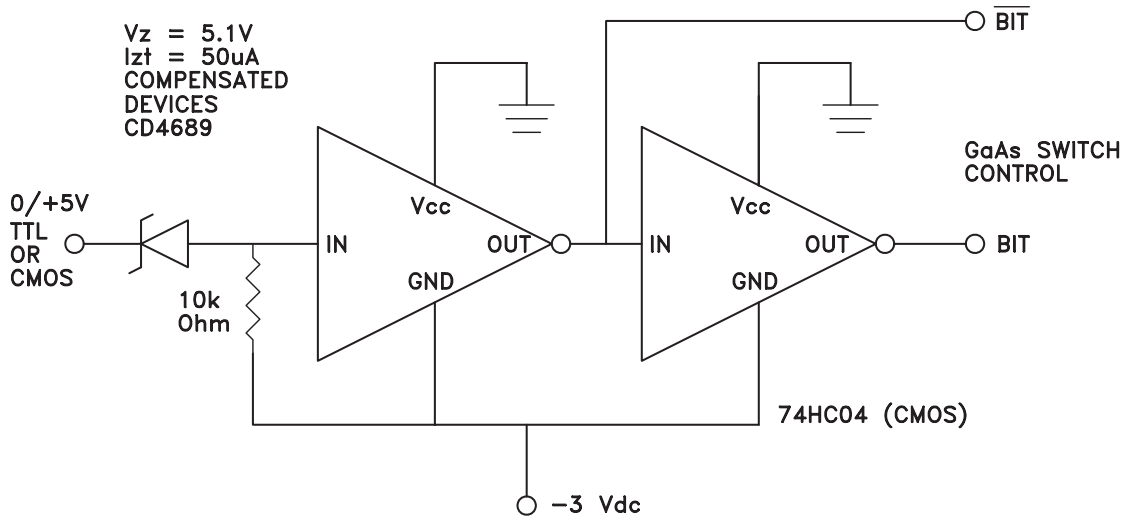 Vz = 5.1V
Izt = 50uA
COMPENSATED
DEVICES
CD4689
BIT
GaAs SWITCH
CONTROL
0/+5V
TTL
OR
CMOS
IN
Vcc
OUT
GND
IN
Vcc
OUT
GND
BIT
10k
Ohm
74HC04 (CMOS)
-3 Vdc